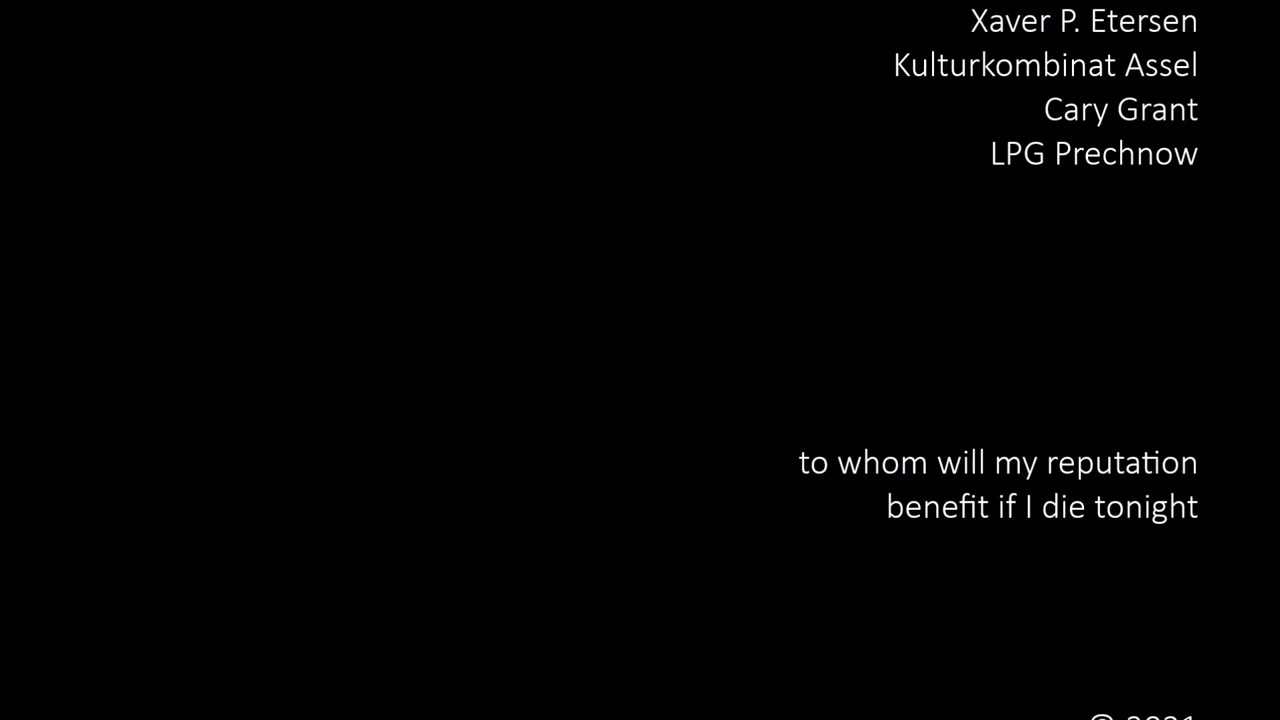 Xaver P. Etersen
Kulturkombinat Assel
Cary Grant
LPG Prechnow
to whom will my reputation
benefit if I die tonight